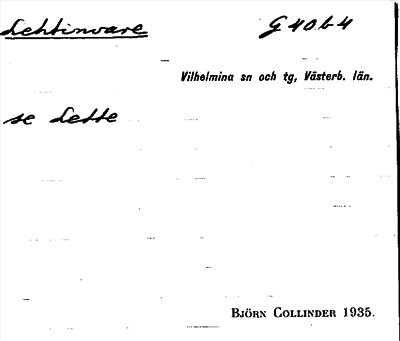 Lehtinvare G 40 b 4
Vilhelmina sn och tg, Västerb. län.
se Lette
BJÖRN COLLINDER 1935.